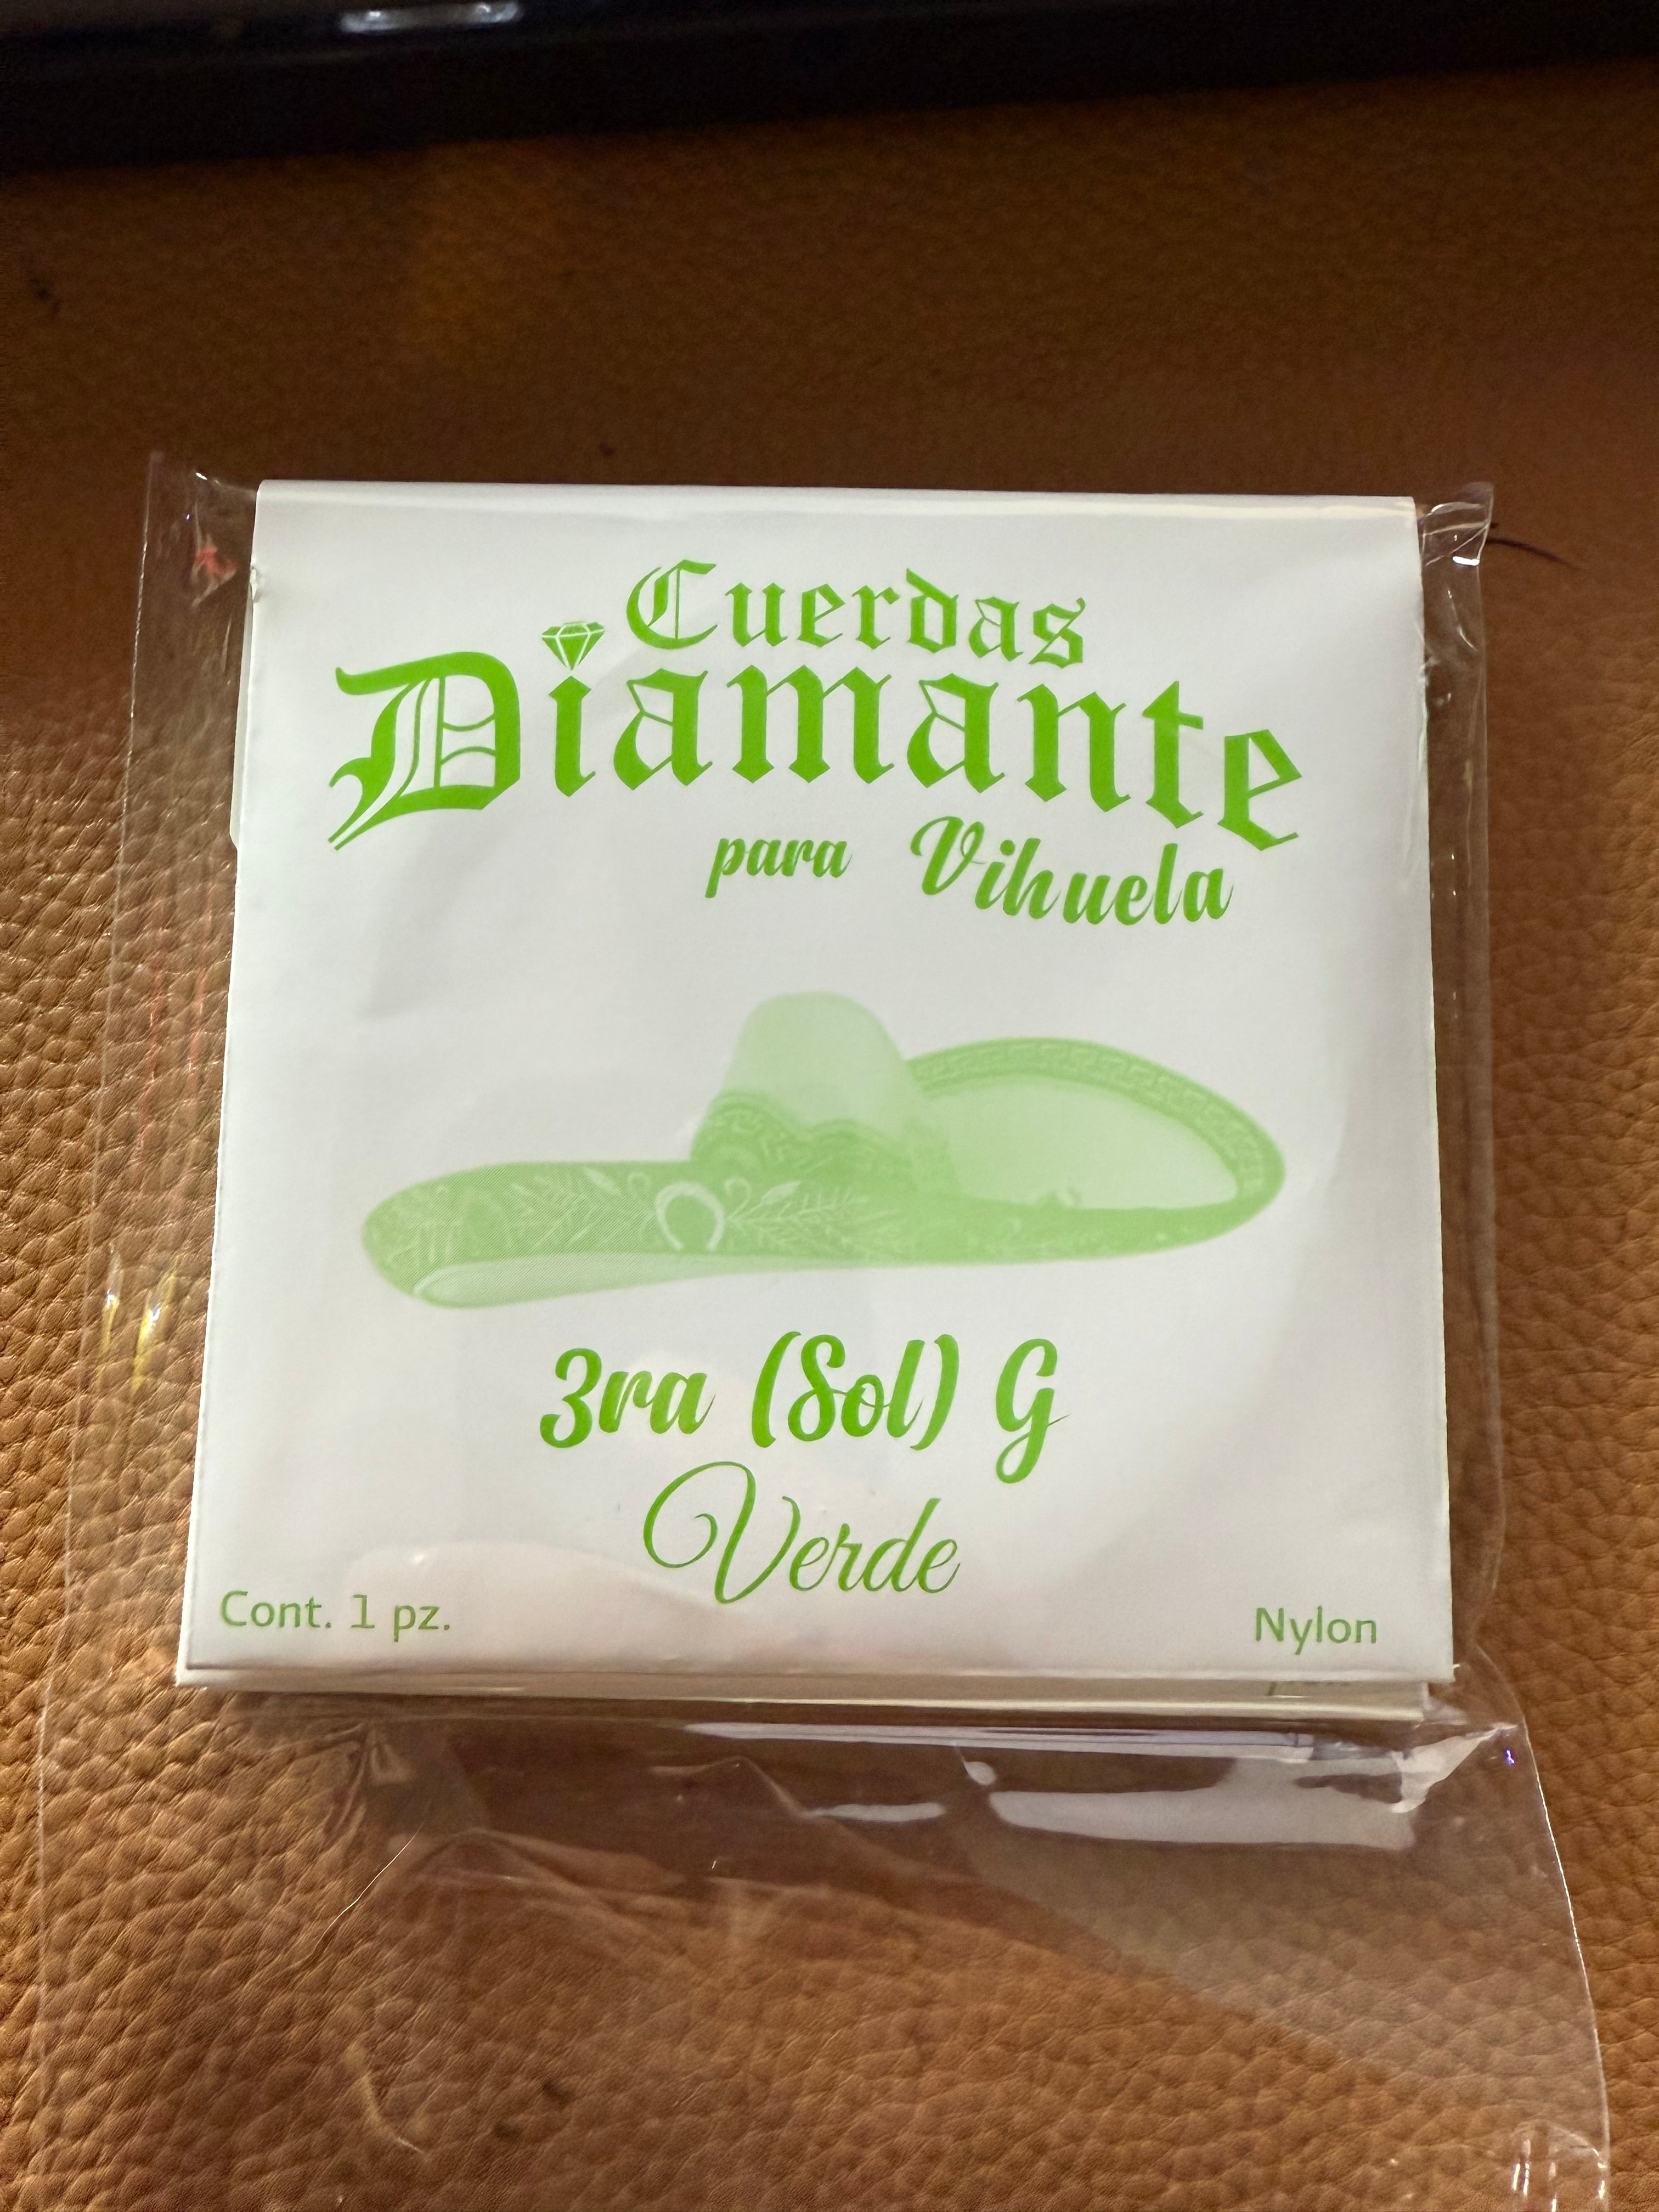 Cuerdas
Diamante
para Vihuela
3ra (Sol) G
Verde
Cont. 1 pz.
Nylon